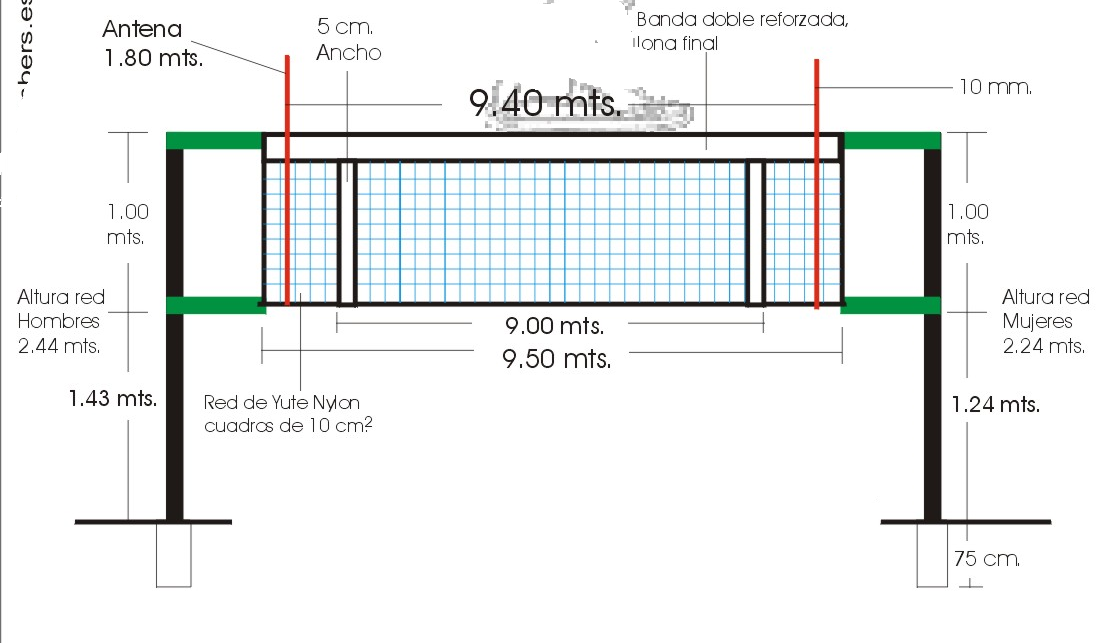 hers.es
Antena
1.80 mts.
5 cm.
Ancho
Banda doble reforzada,
lona final
9.40 mts.
10 mm.
1.00
mts.
1.00
mts.
Altura red
Hombres
2.44 mts.
Altura red
Mujeres
2.24 mts.
9.00 mts.
9.50 mts.
1.43 mts.
1.24 mts.
Red de Yute Nylon
cuadros de 10 cm²
75 cm.